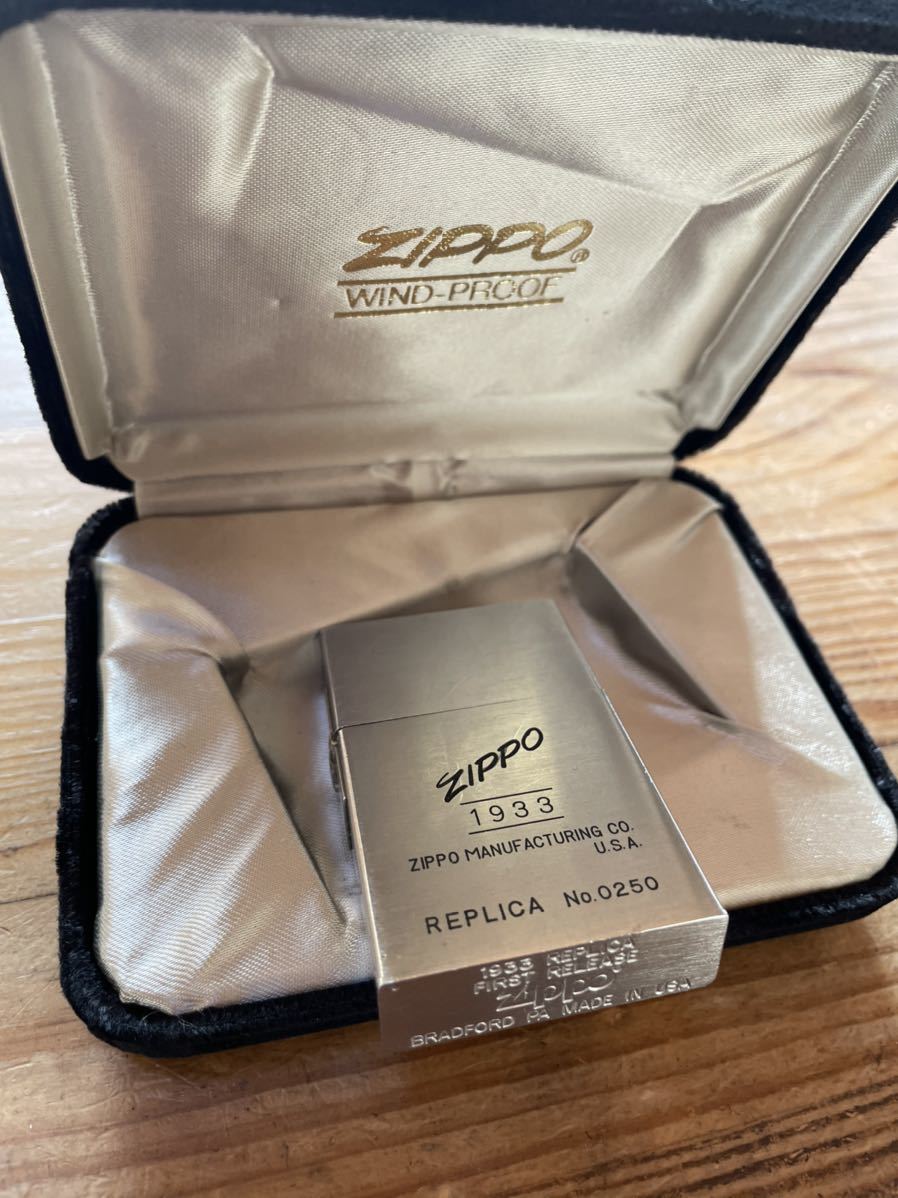 ZIPPO®
WIND-PROOF
ZIPPO
1933
ZIPPO MANUFACTURING CO.
U.S.A.
REPLICA No.0250
1933 REPLICA
FIRST RELEASE
Zippo
BRADFORD PA MADE IN USA